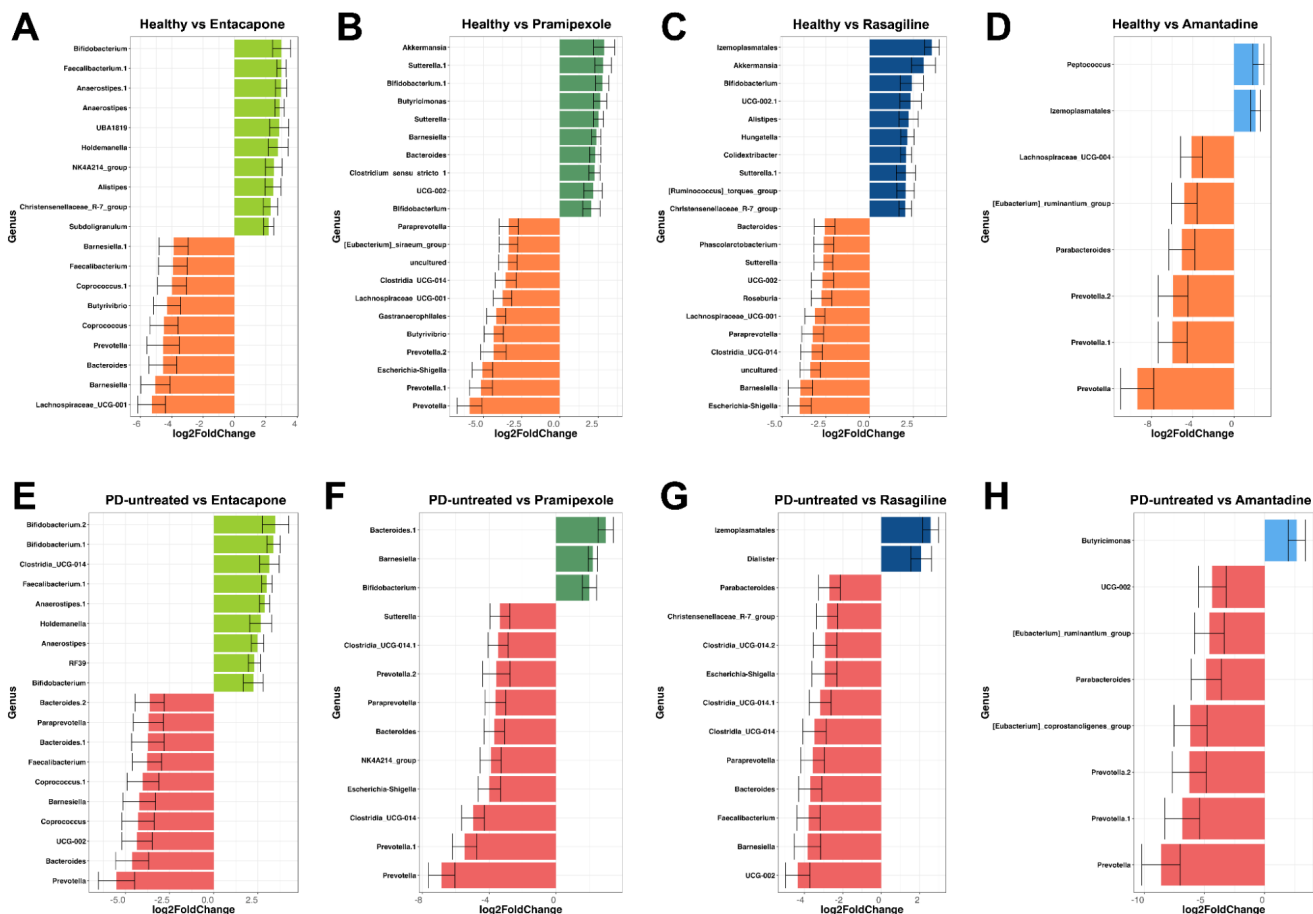 A
Healthy vs Entacapone
Genus
Bifidobacterium
Faecalibacterium.1
Anaerostipes.1
Anaerostipes
UBA1819
Holdemanella
NK4A214_group
Alistipes
Christensenellaceae_R-7_group
Subdoligranulum
Barnesiella.1
Faecalibacterium
Coprococcus.1
Butyrivibrio
Coprococcus
Prevotella
Bacteroides
Barnesiella
Lachnospiraceae_UCG-001
-6 -4 -2 0 2 4
log2FoldChange
B
Healthy vs Pramipexole
Genus
Akkermansia
Sutterella.1
Bifidobacterium.1
Butyricimonas
Sutterella
Barnesiella
Bacteroides
Clostridium_sensu_stricto_1
UCG-002
Bifidobacterium
Paraprevotella
[Eubacterium]_siraeum_group
uncultured
Clostridia_UCG-014
Lachnospiraceae_UCG-001
Gastranaerophilales
Butyrivibrio
Prevotella.2
Escherichia-Shigella
Prevotella.1
Prevotella
-5.0 -2.5 0.0 2.5
log2FoldChange
C
Healthy vs Rasagiline
Genus
Izemoplasmatales
Akkermansia
Bifidobacterium
UCG-002.1
Alistipes
Hungatella
Colidextribacter
Sutterella.1
[Ruminococcus]_torques_group
Christensenellaceae_R-7_group
Bacteroides
Phascolarctobacterium
Sutterella
UCG-002
Roseburia
Lachnospiraceae_UCG-001
Paraprevotella
Clostridia_UCG-014
uncultured
Barnesiella
Escherichia-Shigella
-5.0 -2.5 0.0 2.5
log2FoldChange
D
Healthy vs Amantadine
Genus
Peptococcus
Izemoplasmatales
Lachnospiraceae_UCG-004
[Eubacterium]_ruminantium_group
Parabacteroides
Prevotella.2
Prevotella.1
Prevotella
-8 -4 0
log2FoldChange
E
PD-untreated vs Entacapone
Genus
Bifidobacterium.2
Bifidobacterium.1
Clostridia_UCG-014
Faecalibacterium.1
Anaerostipes.1
Holdemanella
Anaerostipes
RF39
Bifidobacterium
Bacteroides.2
Paraprevotella
Bacteroides.1
Faecalibacterium
Coprococcus.1
Barnesiella
Coprococcus
UCG-002
Bacteroides
Prevotella
-5.0 -2.5 0.0 2.5
log2FoldChange
F
PD-untreated vs Pramipexole
Genus
Bacteroides.1
Barnesiella
Bifidobacterium
Sutterella
Clostridia_UCG-014.1
Prevotella.2
Paraprevotella
Bacteroides
NK4A214_group
Escherichia-Shigella
Clostridia_UCG-014
Prevotella.1
Prevotella
-8 -4 0
log2FoldChange
G
PD-untreated vs Rasagiline
Genus
Izemoplasmatales
Dialister
Parabacteroides
Christensenellaceae_R-7_group
Clostridia_UCG-014.2
Escherichia-Shigella
Clostridia_UCG-014.1
Clostridia_UCG-014
Paraprevotella
Bacteroides
Faecalibacterium
Barnesiella
UCG-002
-4 -2 0 2
log2FoldChange
H
PD-untreated vs Amantadine
Genus
Butyricimonas
UCG-002
[Eubacterium]_ruminantium_group
Parabacteroides
[Eubacterium]_coprostanoligenes_group
Prevotella.2
Prevotella.1
Prevotella
-10 -5 0
log2FoldChange